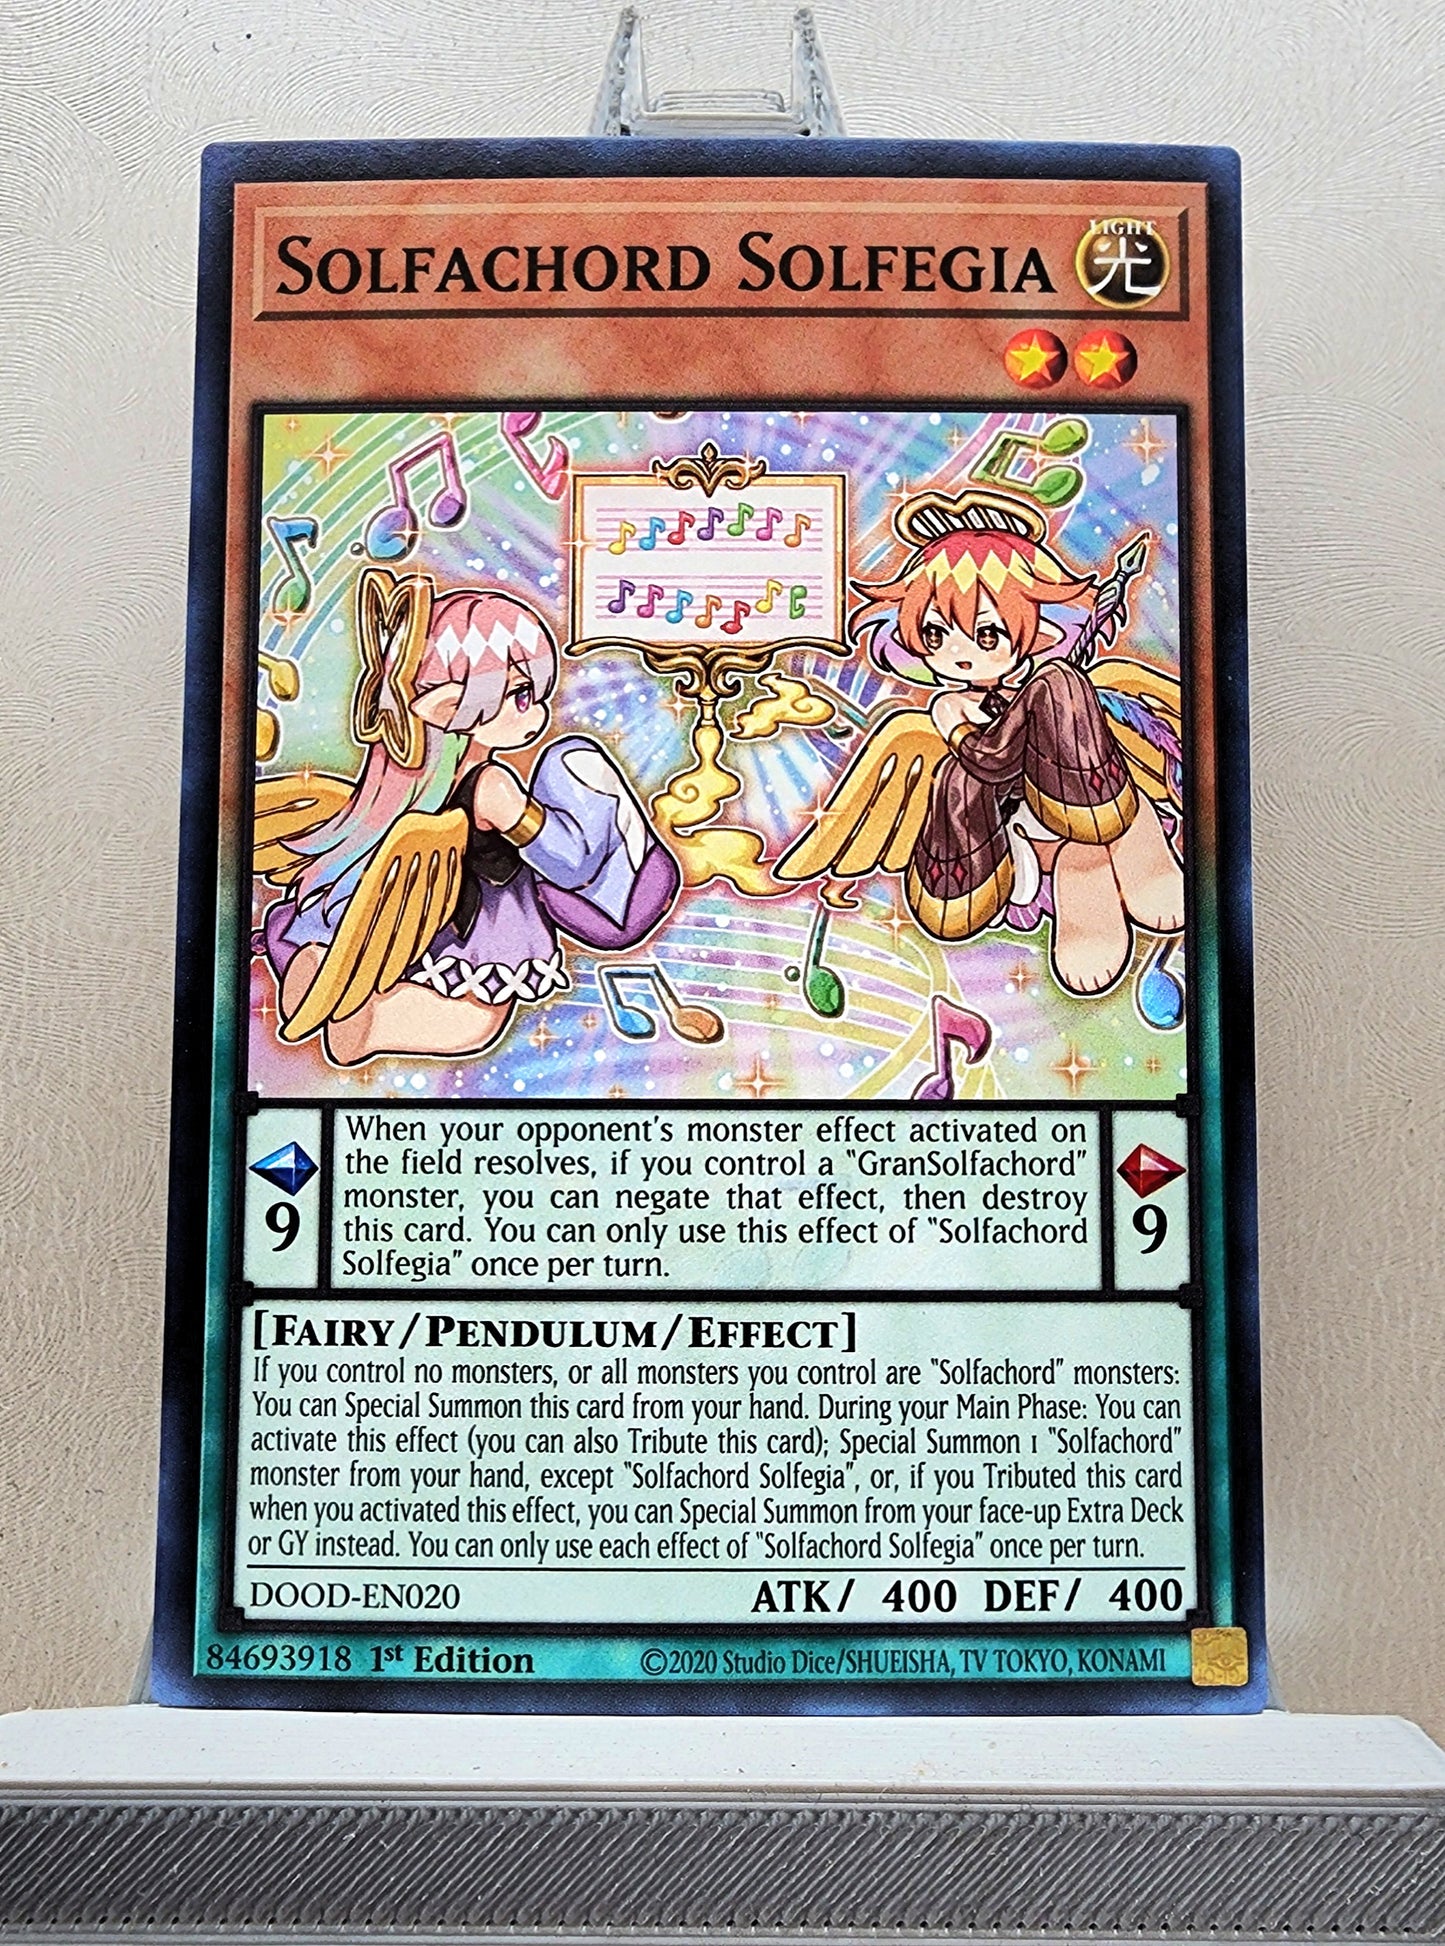 SOLFACHORD SOLFEGIA
LIGHT
光
When your opponent's monster effect activated on
the field resolves, if you control a "GranSolfachord"
monster, you can negate that effect, then destroy
this card. You can only use this effect of "Solfachord
Solfegia" once per turn.
9
9
[FAIRY/PENDULUM/EFFECT]
If you control no monsters, or all monsters you control are "Solfachord" monsters:
You can Special Summon this card from your hand. During your Main Phase: You can
activate this effect (you can also Tribute this card); Special Summon 1 "Solfachord"
monster from your hand, except "Solfachord Solfegia", or, if you Tributed this card
when you activated this effect, you can Special Summon from your face-up Extra Deck
or GY instead. You can only use each effect of "Solfachord Solfegia" once per turn.
DOOD-EN020
ATK/ 400 DEF/ 400
84693918 1st Edition
©2020 Studio Dice/SHUEISHA, TV TOKYO, KONAMI